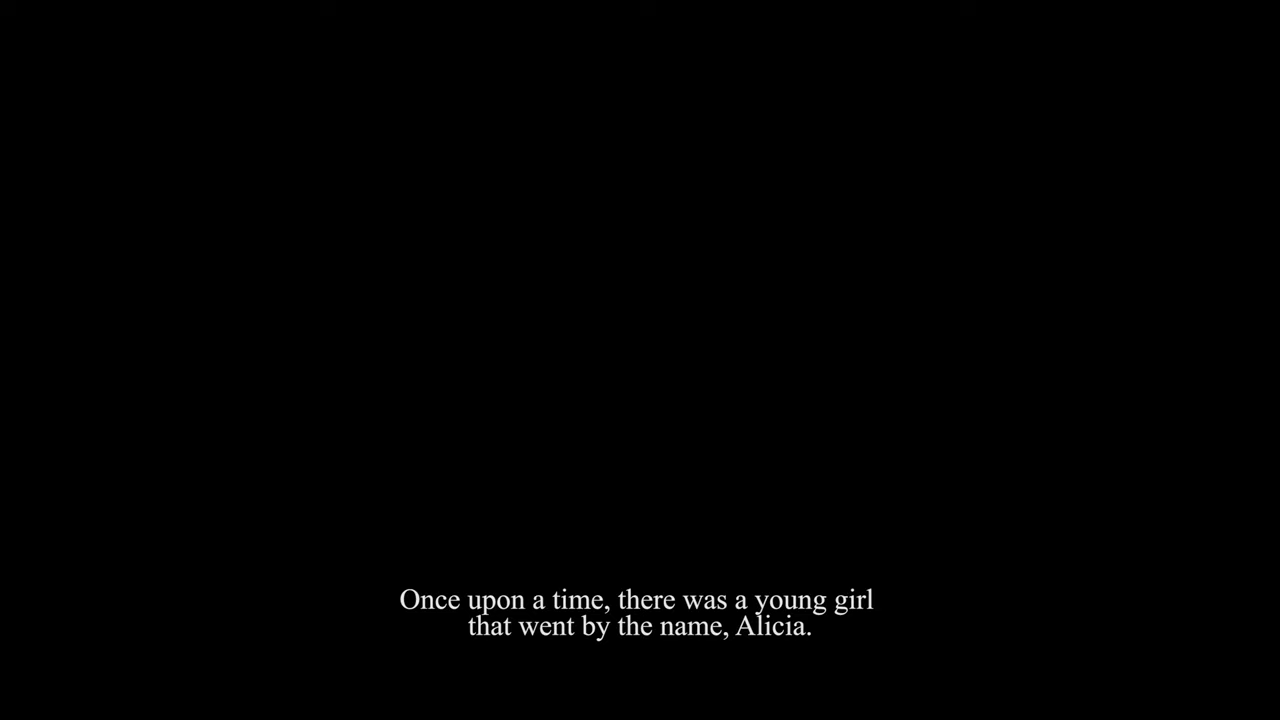 Once upon a time, there was a young girl
that went by the name, Alicia.